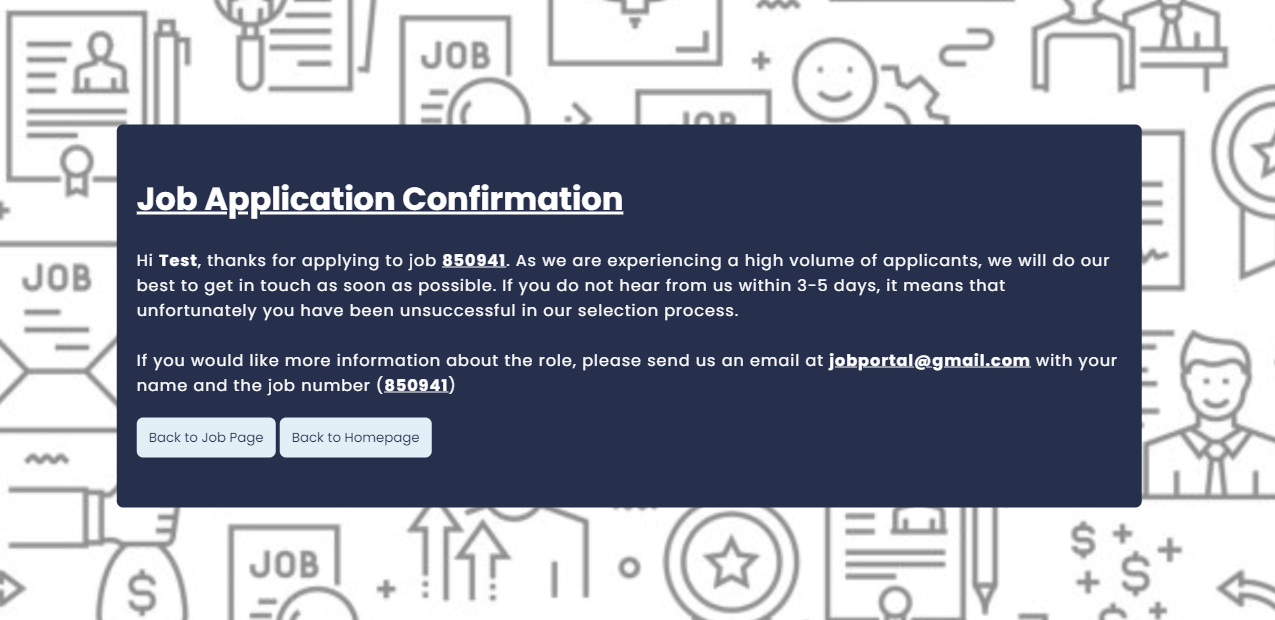 JOB
JOB
Job Application Confirmation
Hi Test, thanks for applying to job 850941. As we are experiencing a high volume of applicants, we will do our
best to get in touch as soon as possible. If you do not hear from us within 3-5 days, it means that
unfortunately you have been unsuccessful in our selection process.
JOB
If you would like more information about the role, please send us an email at jobportal@gmail.com with your
name and the job number (850941)
Back to Job Page Back to Homepage
$ JOB $ $ $